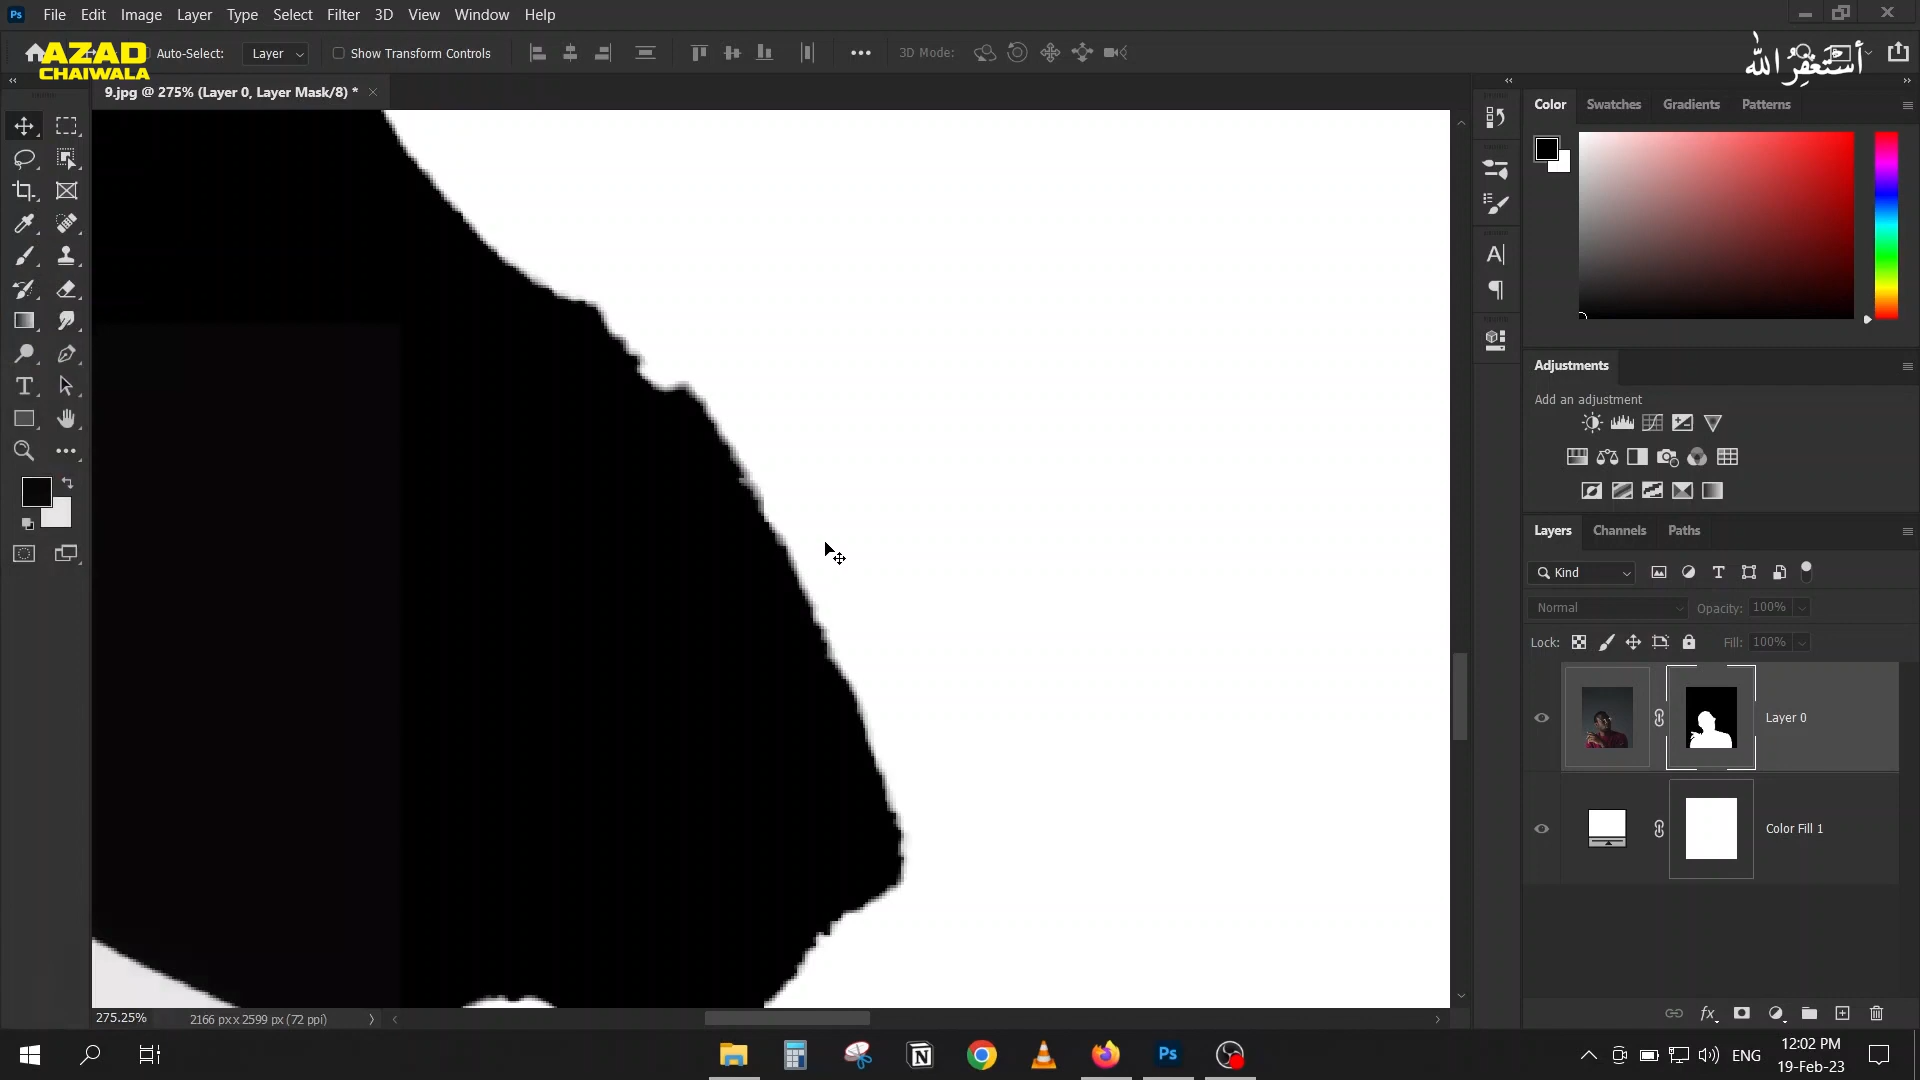 Ps File Edit Image Layer Type Select Filter 3D View Window Help
AZAD
CHAIWALA
Auto-Select: Layer Show Transform Controls 3D Mode:
أستغفر الله
9.jpg @ 275% (Layer 0, Layer Mask/8) *
Color Swatches Gradients Patterns
Adjustments
Add an adjustment
Layers Channels Paths
Kind
Normal Opacity: 100%
Lock: Fill: 100%
Layer 0
Color Fill 1
275.25% 2166 px x 2599 px (72 ppi)
ENG
12:02 PM
19-Feb-23